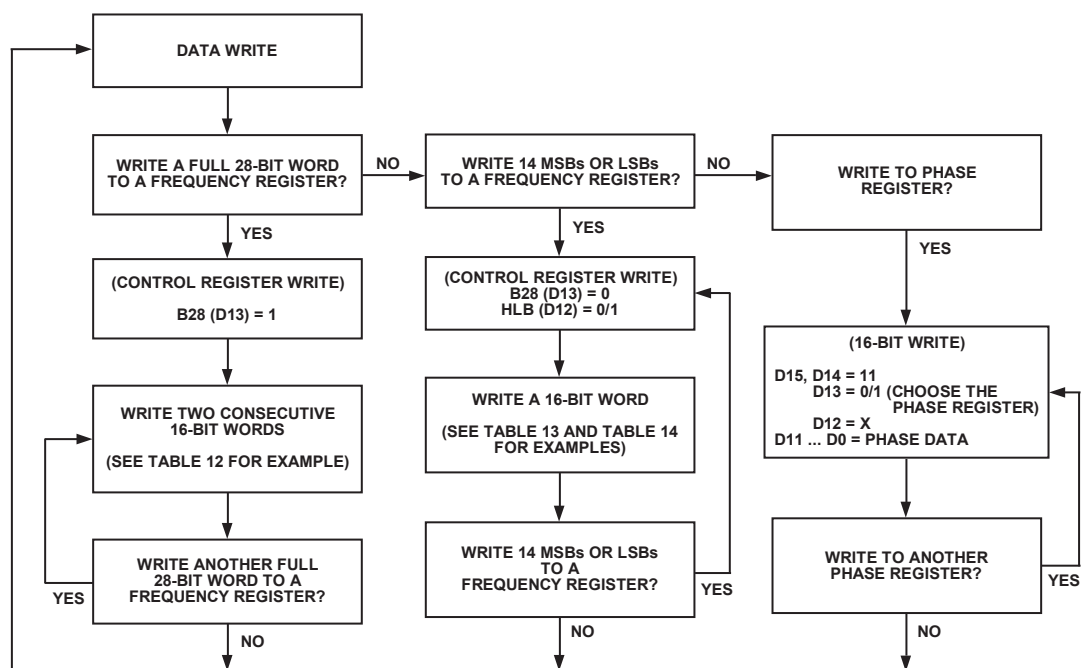 DATA WRITE
WRITE A FULL 28-BIT WORD
TO A FREQUENCY REGISTER?
NO
WRITE 14 MSBs OR LSBs
TO A FREQUENCY REGISTER?
NO
WRITE TO PHASE
REGISTER?
YES
YES
YES
(CONTROL REGISTER WRITE)
B28 (D13) = 1
(CONTROL REGISTER WRITE)
B28 (D13) = 0
HLB (D12) = 0/1
(16-BIT WRITE)
D15, D14 = 11
D13 = 0/1 (CHOOSE THE
PHASE REGISTER)
D12 = X
D11 ... D0 = PHASE DATA
WRITE TWO CONSECUTIVE
16-BIT WORDS
(SEE TABLE 12 FOR EXAMPLE)
WRITE A 16-BIT WORD
(SEE TABLE 13 AND TABLE 14
FOR EXAMPLES)
WRITE ANOTHER FULL
28-BIT WORD TO A
FREQUENCY REGISTER?
YES
NO
WRITE 14 MSBs OR LSBs
TO A
FREQUENCY REGISTER?
YES
NO
WRITE TO ANOTHER
PHASE REGISTER?
YES
NO